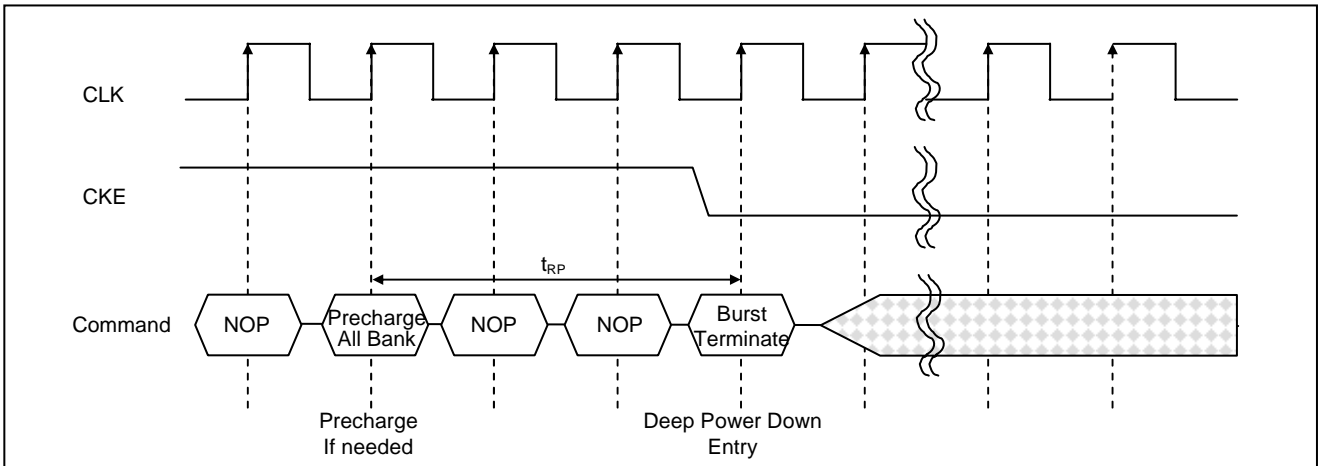 CLK
CKE
tRP
Command
NOP
Precharge
All Bank
NOP
NOP
Burst
Terminate
Precharge
If needed
Deep Power Down
Entry